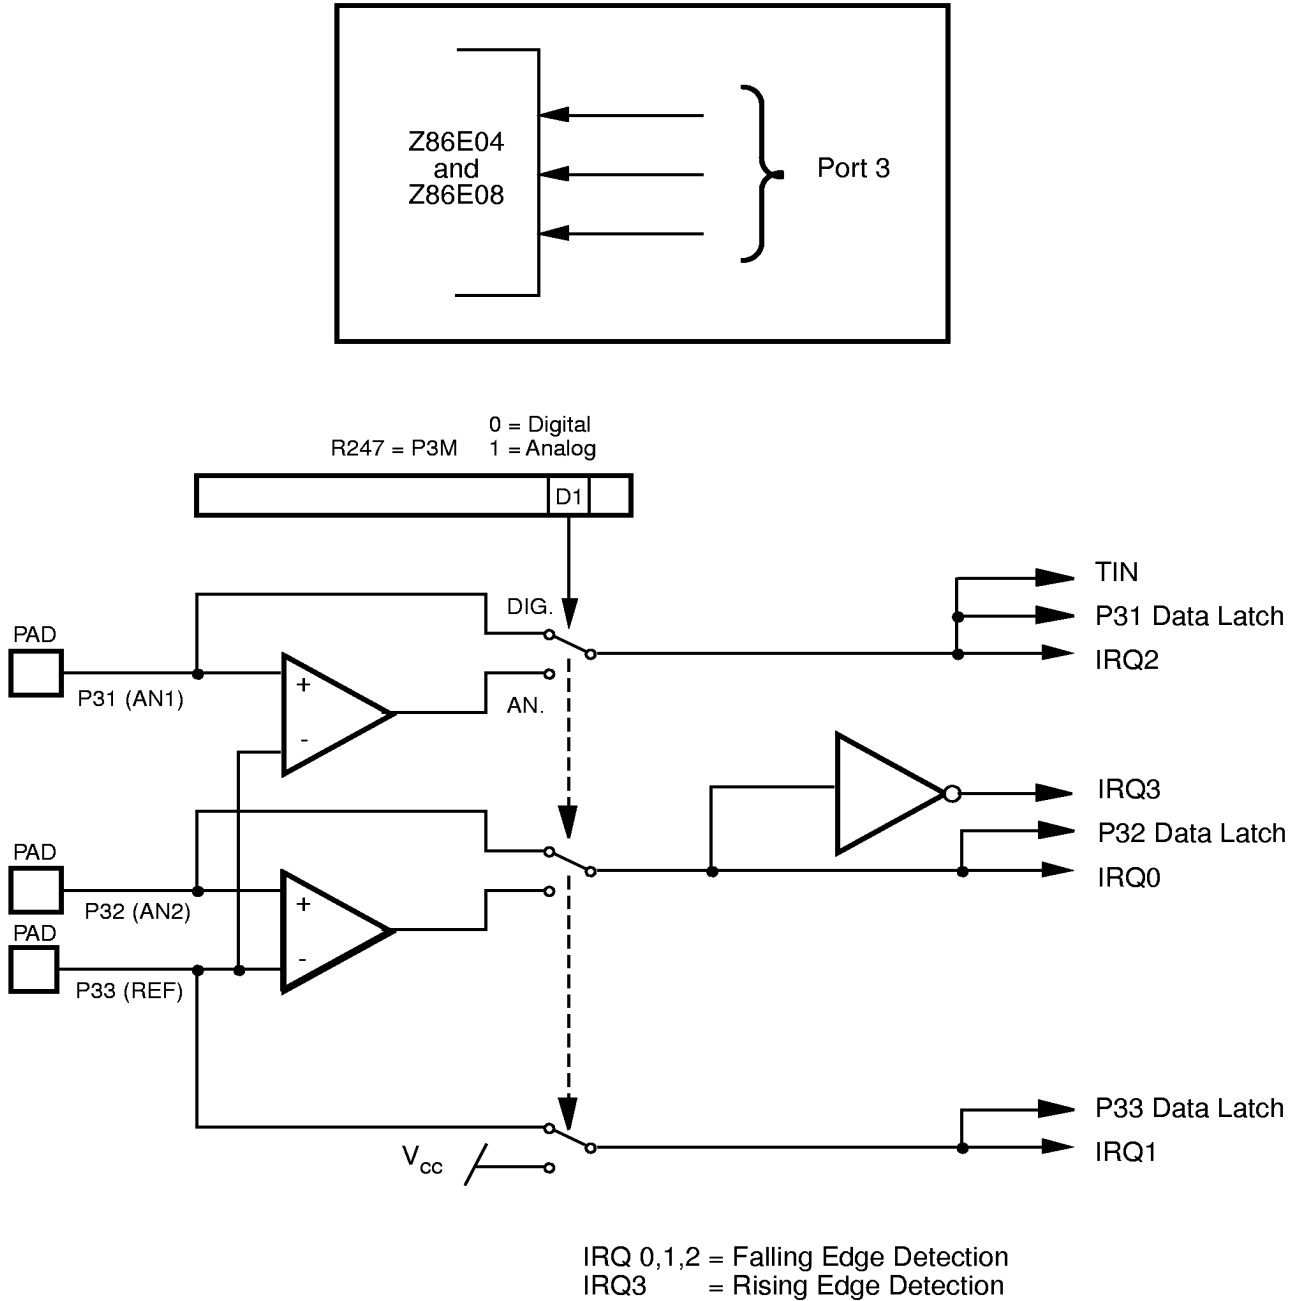 Z86E04
and
Z86E08
Port 3
0 = Digital
R247 = P3M 1 = Analog
D1
TIN
DIG.
P31 Data Latch
PAD
IRQ2
P31 (AN1)
+
AN.
-
IRQ3
P32 Data Latch
PAD
IRQ0
+
P32 (AN2)
PAD
-
P33 (REF)
P33 Data Latch
VCC
IRQ1
IRQ 0,1,2 = Falling Edge Detection
IRQ3 = Rising Edge Detection